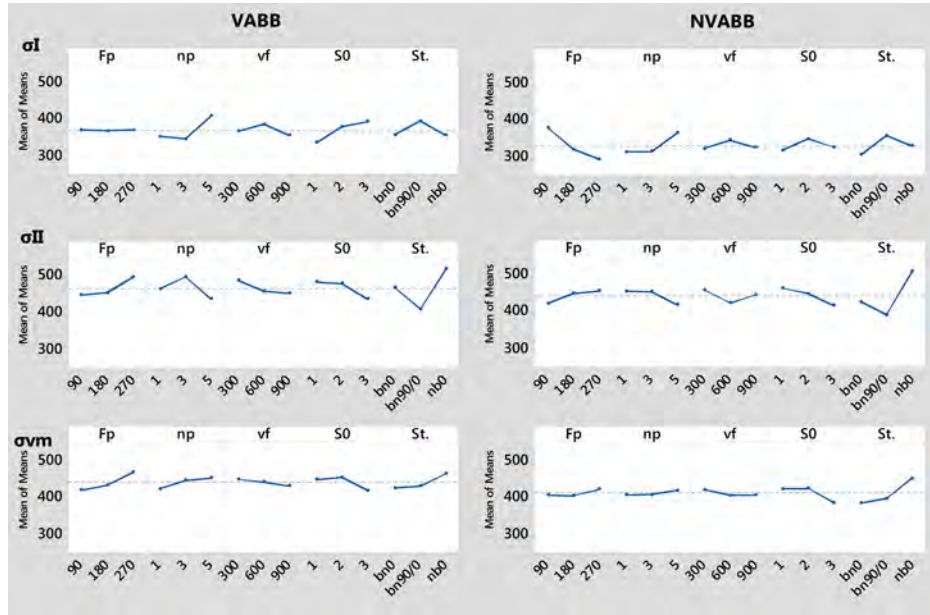 VABB NVABB
σI
Fp np vf S0 St. Fp np vf S0 St.
Mean of Means 500 400 300 Mean of Means 500 400 300
90 180 270 1 3 5 300 600 900 1 2 3 bn0 bn90/0 nb0 90 180 270 1 3 5 300 600 900 1 2 3 bn0 bn90/0 nb0
σII
Fp np vf S0 St. Fp np vf S0 St.
Mean of Means 500 400 300 Mean of Means 500 400 300
90 180 270 1 3 5 300 600 900 1 2 3 bn0 bn90/0 nb0 90 180 270 1 3 5 300 600 900 1 2 3 bn0 bn90/0 nb0
σvm
Fp np vf S0 St. Fp np vf S0 St.
Mean of Means 500 400 300 Mean of Means 500 400 300
90 180 270 1 3 5 300 600 900 1 2 3 bn0 bn90/0 nb0 90 180 270 1 3 5 300 600 900 1 2 3 bn0 bn90/0 nb0